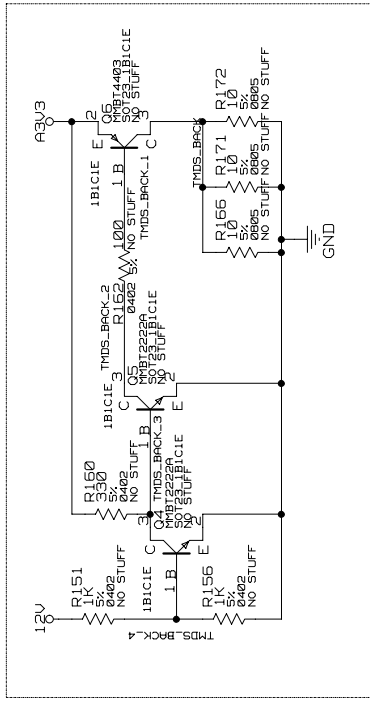 A3V3
2
Q6
MMBT4403
SOT23_1B1C1E
NO STUFF
E
C
3
1B1C1E
1 B
TMDS_BACK_1
TMDS_BACK
R172
10
5%
0805
NO STUFF
R171
10
5%
0805
NO STUFF
R166
10
5%
0805
NO STUFF
GND
R162
100
5%
0402
NO STUFF
TMDS_BACK_2
3
Q5
MMBT2222A
SOT23_1B1C1E
NO STUFF
2
C
E
1B1C1E
1 B
TMDS_BACK_3
R160
330
5%
0402
NO STUFF
3
Q4
MMBT2222A
SOT23_1B1C1E
NO STUFF
2
C
E
1B1C1E
1 B
12V
R151
1K
5%
0402
NO STUFF
R156
1K
5%
0402
NO STUFF
TMDS_BACK_4